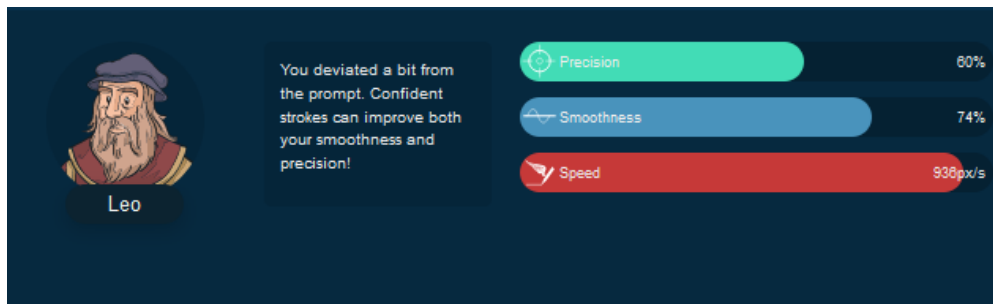 You deviated a bit from
the prompt. Confident
strokes can improve both
your smoothness and
precision!
Leo
Precision 60%
Smoothness 74%
Speed 936px/s